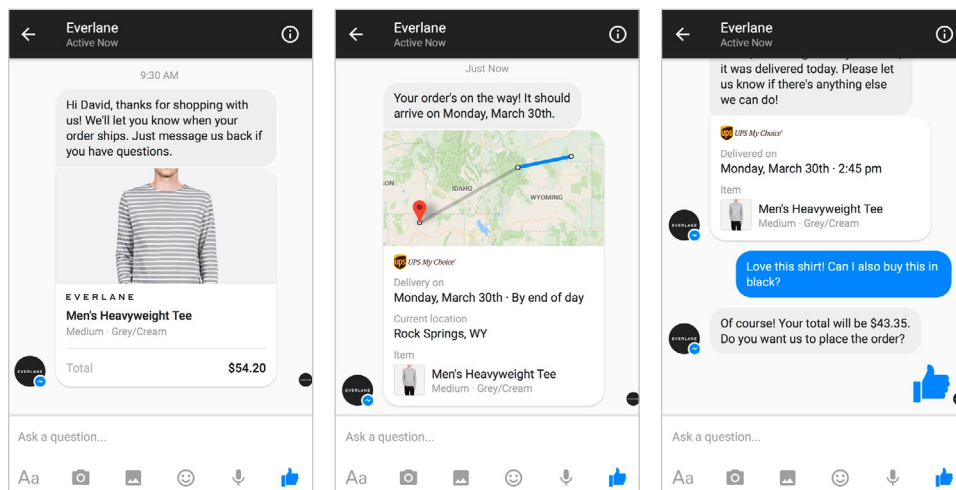 Everlane
Active Now
9:30 AM
Hi David, thanks for shopping with
us! We'll let you know when your
order ships. Just message us back if
you have questions.
EVERLANE
Men's Heavyweight Tee
Medium · Grey/Cream
Total $54.20
EVERLANE
Ask a question...
Aa
Everlane
Active Now
Just Now
Your order's on the way! It should
arrive on Monday, March 30th.
IDAHO
WYOMING
ups UPS My Choice®
Delivery on
Monday, March 30th · By end of day
Current location
Rock Springs, WY
Item
Men's Heavyweight Tee
Medium · Grey/Cream
EVERLANE
Ask a question...
Aa
Everlane
Active Now
it was delivered today. Please let
us know if there's anything else
we can do!
ups UPS My Choice®
Delivered on
Monday, March 30th · 2:45 pm
Item
Men's Heavyweight Tee
Medium · Grey/Cream
EVERLANE
Love this shirt! Can I also buy this in
black?
Of course! Your total will be $43.35.
Do you want us to place the order?
EVERLANE
Ask a question...
Aa